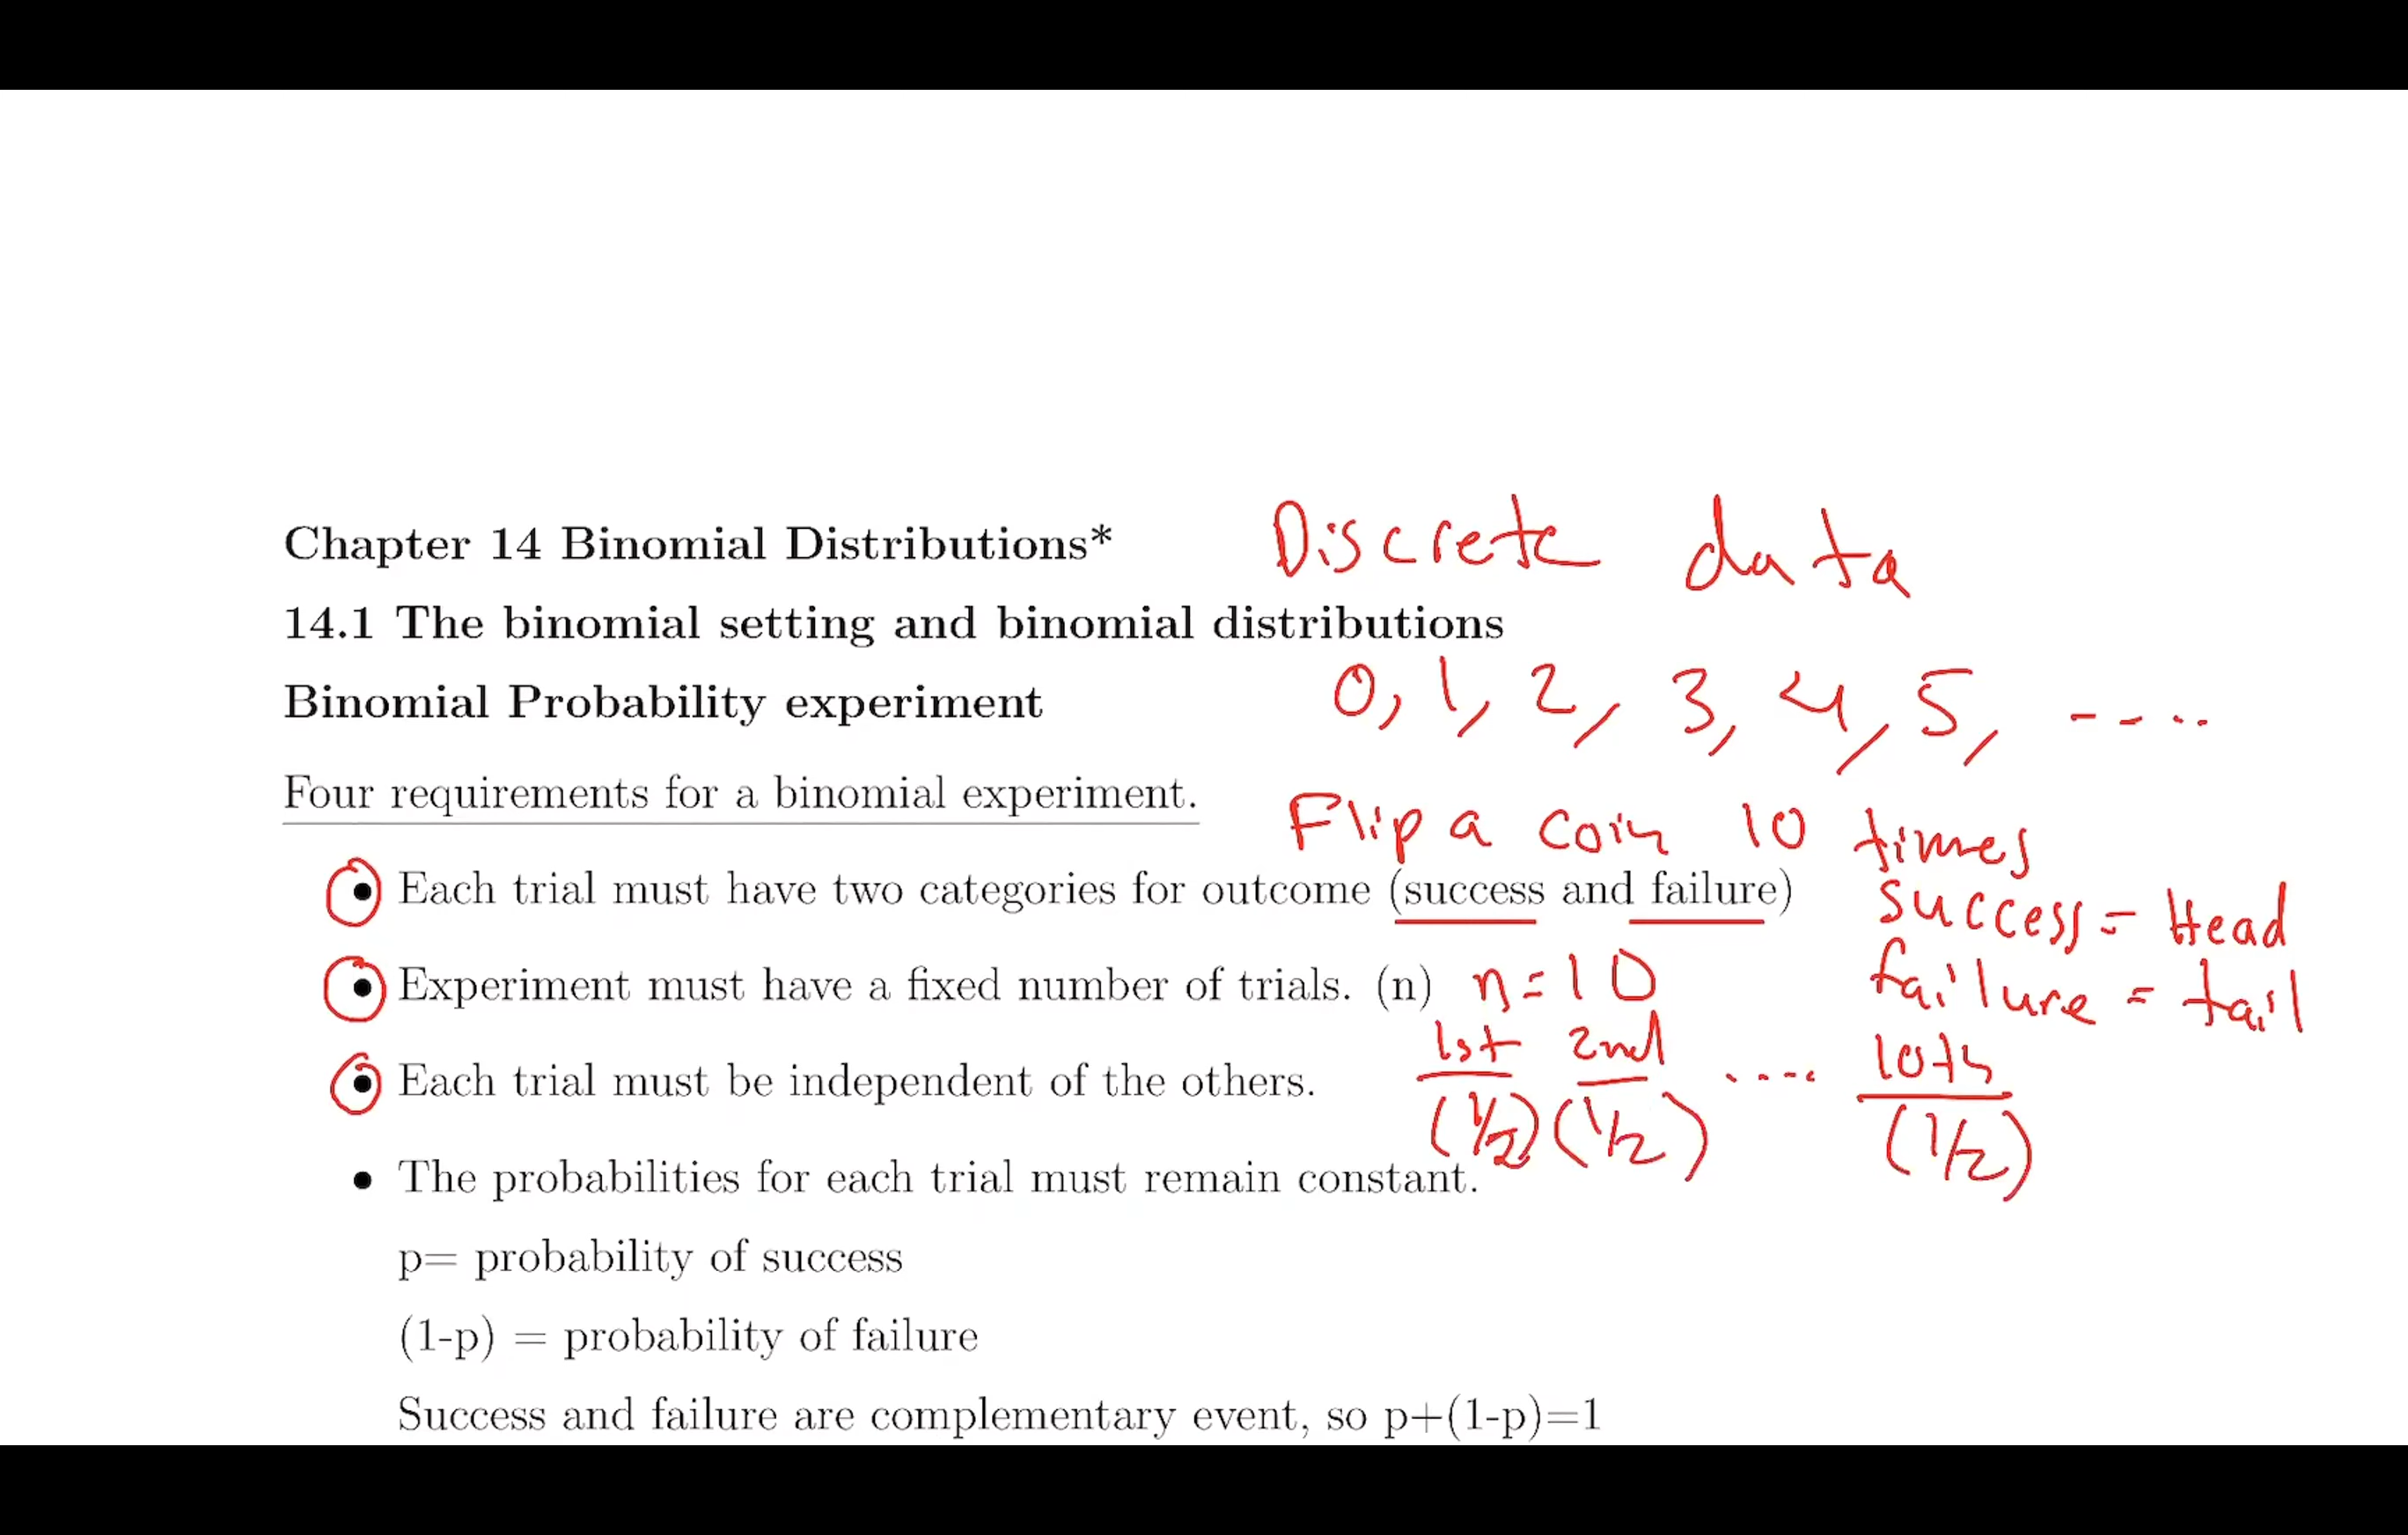 Chapter 14 Binomial Distributions* Discrete data
14.1 The binomial setting and binomial distributions
Binomial Probability experiment 0, 1, 2, 3, 4, 5, ----
Four requirements for a binomial experiment. Flip a coin 10 times
• Each trial must have two categories for outcome (success and failure) success = Head
• Experiment must have a fixed number of trials. (n) n=10 failure = tail
1st 2nd .... 10th
• Each trial must be independent of the others. (1/2) (1/2) (1/2)
• The probabilities for each trial must remain constant.
p= probability of success
(1-p) = probability of failure
Success and failure are complementary event, so p+(1-p)=1